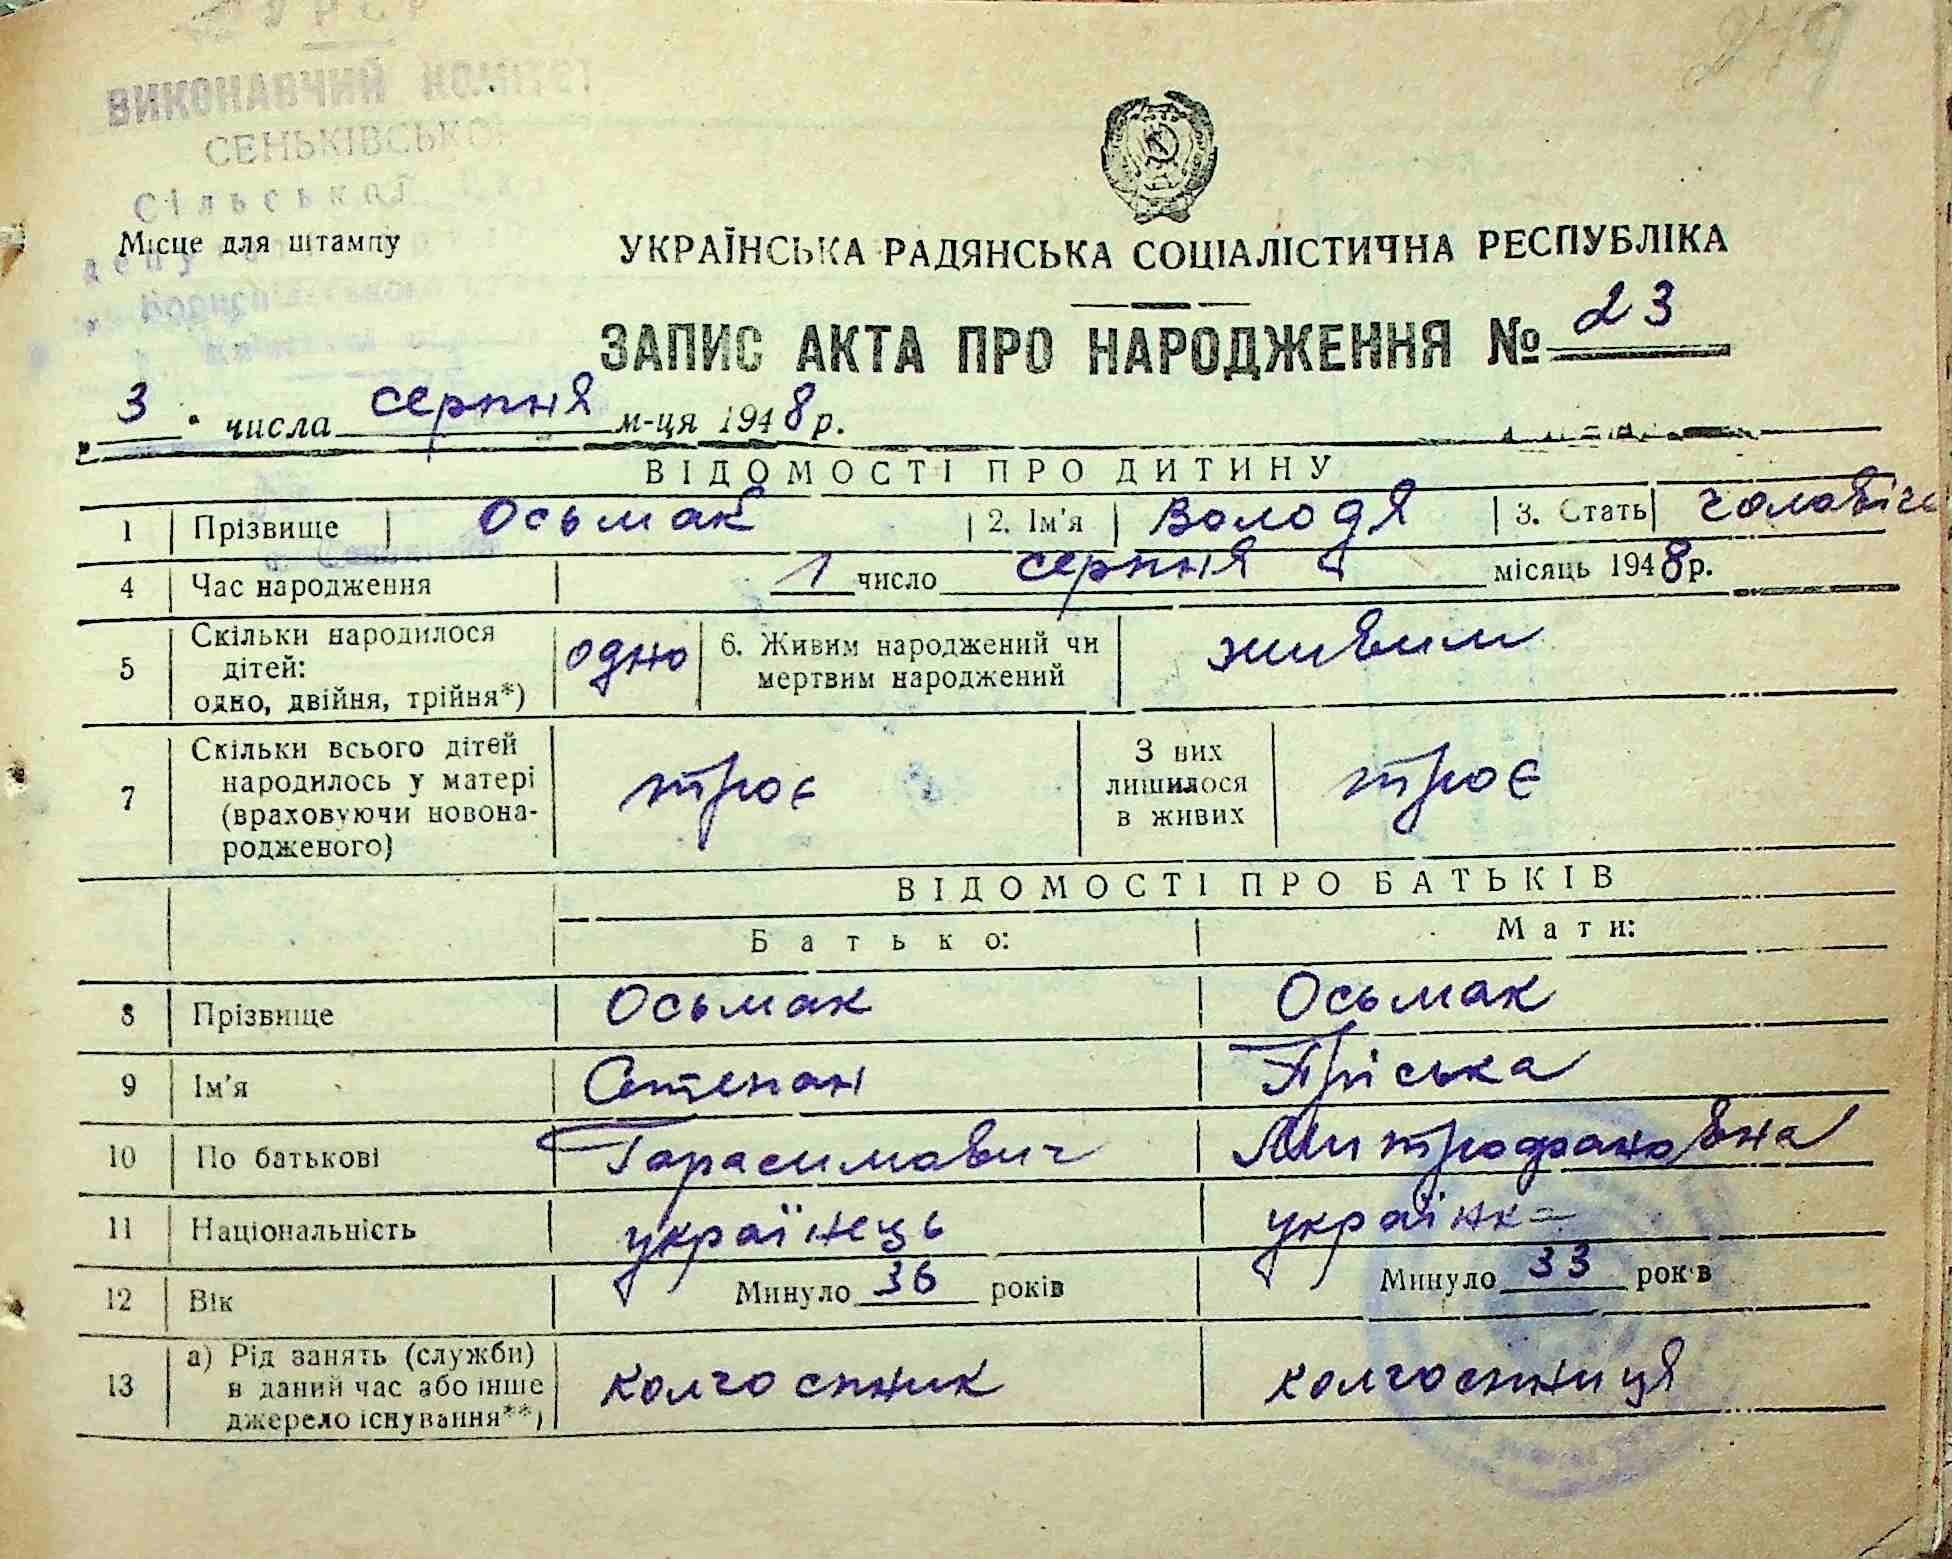 УРСР
279
ВИКОНАВЧИЙ КОМІТЕТ
СЕНЬКІВСЬКОЇ
Сільської
Місце для штампу
УКРАЇНСЬКА РАДЯНСЬКА СОЦІАЛІСТИЧНА РЕСПУБЛІКА
ЗАПИС АКТА ПРО НАРОДЖЕННЯ № 23
„ 3 " числа серпня м-ця 1948 р.
ВІДОМОСТІ ПРО ДИТИНУ
1 Прізвище Осьмак 2. Ім'я Володя 3. Стать чоловіча
4 Час народження 1 число серпня місяць 1948 р.
5 Скільки народилося дітей: одно, двійня, трійня*) одно 6. Живим народжений чи мертвим народжений живим
7 Скільки всього дітей народилось у матері (враховуючи новонародженого) троє З них лишилося в живих троє
ВІДОМОСТІ ПРО БАТЬКІВ
Батько: Мати:
8 Прізвище Осьмак Осьмак
9 Ім'я Степан Пріська
10 По батькові Гарасимович Митрофановна
11 Національність українець українка
12 Вік Минуло 36 років Минуло 33 років
13 а) Рід занять (служби) в даний час або інше джерело існування**) колгоспник колгоспниця